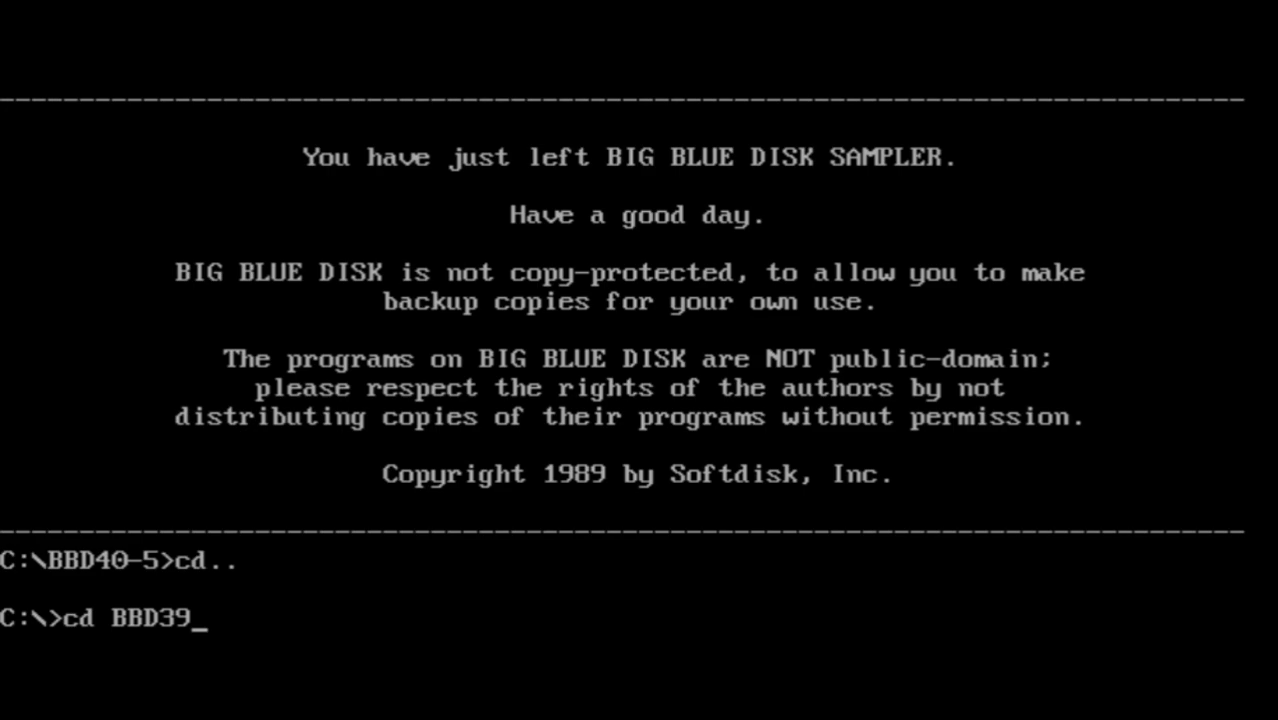 You have just left BIG BLUE DISK SAMPLER.
Have a good day.
BIG BLUE DISK is not copy-protected, to allow you to make
backup copies for your own use.
The programs on BIG BLUE DISK are NOT public-domain;
please respect the rights of the authors by not
distributing copies of their programs without permission.
Copyright 1989 by Softdisk, Inc.
C:\BBD40-5>cd..
C:\>cd BBD39_